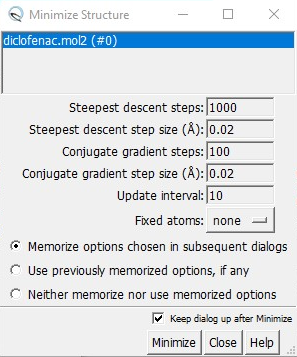 Minimize Structure
diclofenac.mol2 (#0)
Steepest descent steps: 1000
Steepest descent step size (Å): 0.02
Conjugate gradient steps: 100
Conjugate gradient step size (Å): 0.02
Update interval: 10
Fixed atoms: none
Memorize options chosen in subsequent dialogs
Use previously memorized options, if any
Neither memorize nor use memorized options
Keep dialog up after Minimize
Minimize Close Help